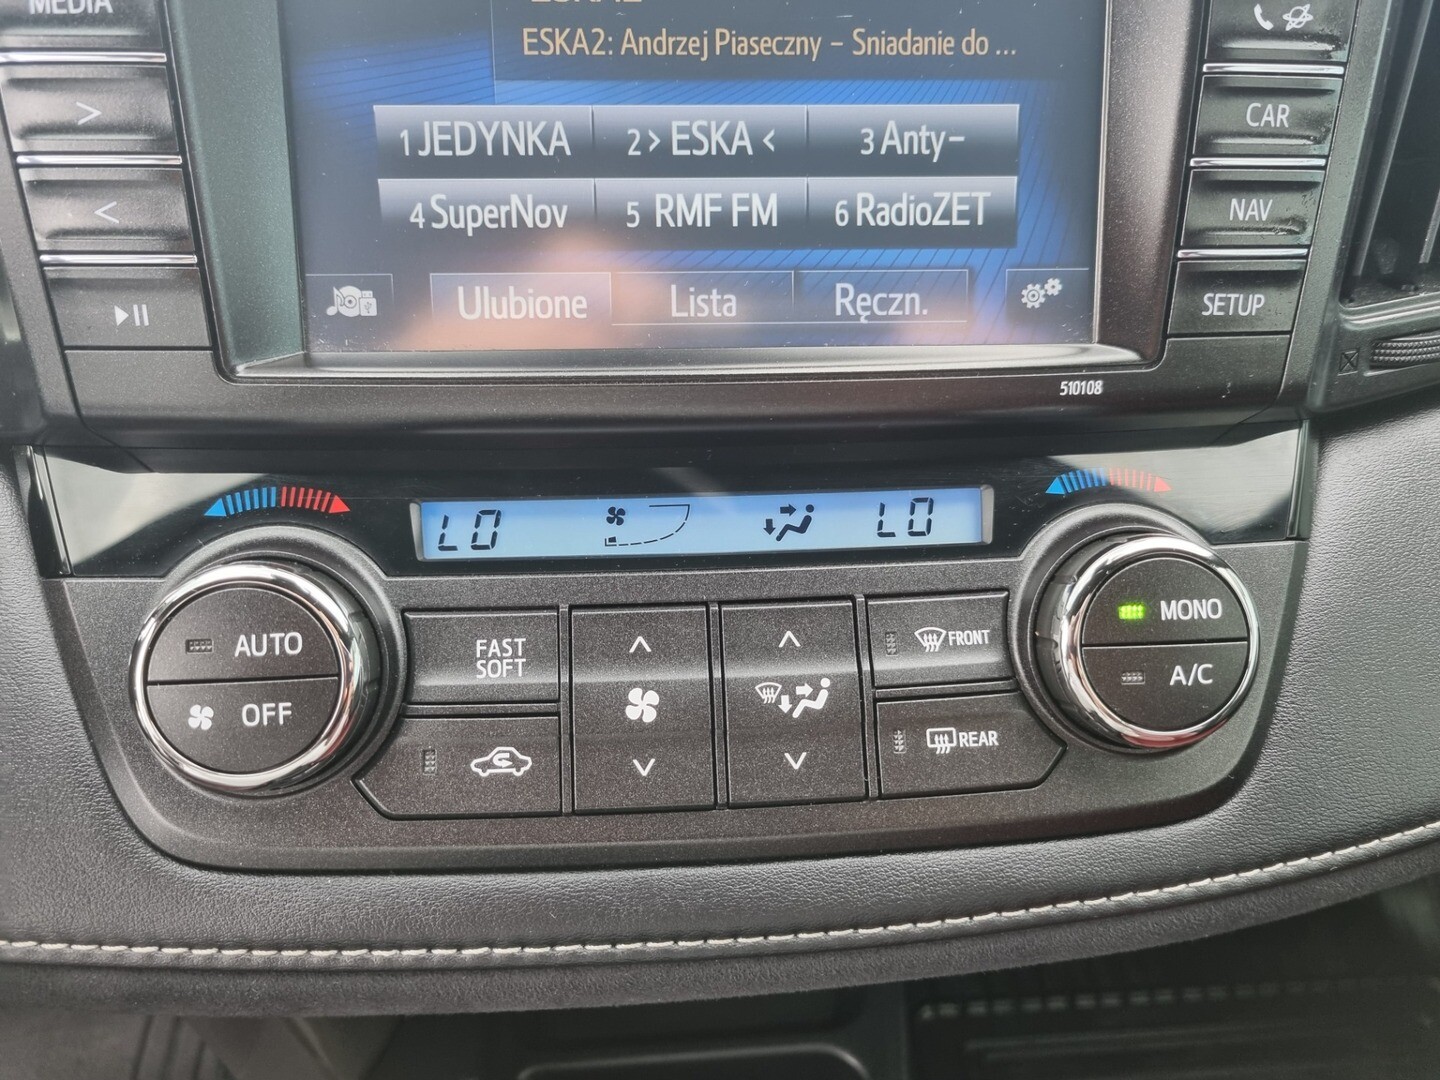 MEDIA
ESKA2: Andrzej Piaseczny – Sniadanie do ...
1 JEDYNKA 2 > ESKA < 3 Anty–
4 SuperNov 5 RMF FM 6 RadioZET
Ulubione Lista Ręczn.
>
<
CAR
NAV
SETUP
510108
LO LO
AUTO
OFF
FAST
SOFT
FRONT
REAR
MONO
A/C